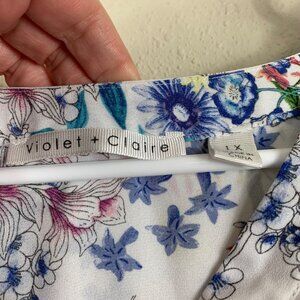 Violet + Claire
1X
CHINA